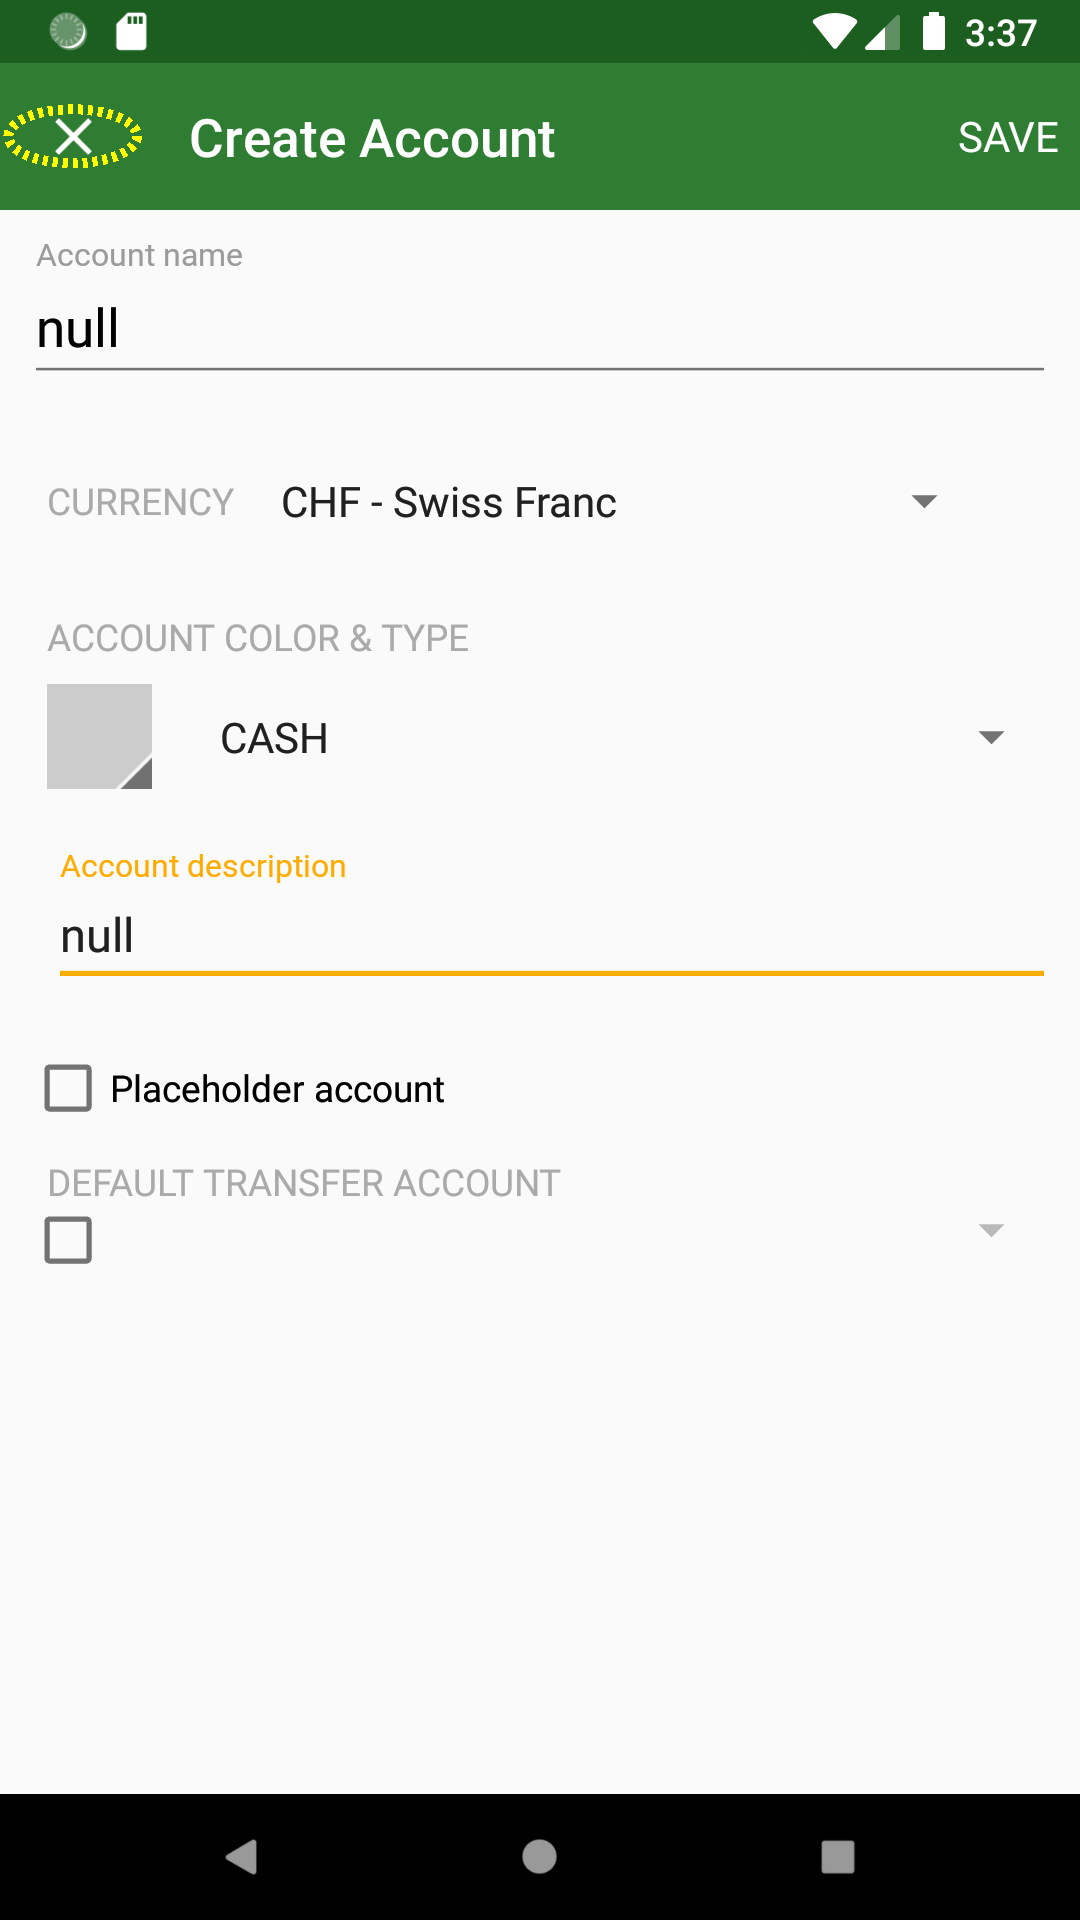 3:37
Create Account
SAVE
Account name
null
CURRENCY CHF - Swiss Franc
ACCOUNT COLOR & TYPE
CASH
Account description
null
Placeholder account
DEFAULT TRANSFER ACCOUNT